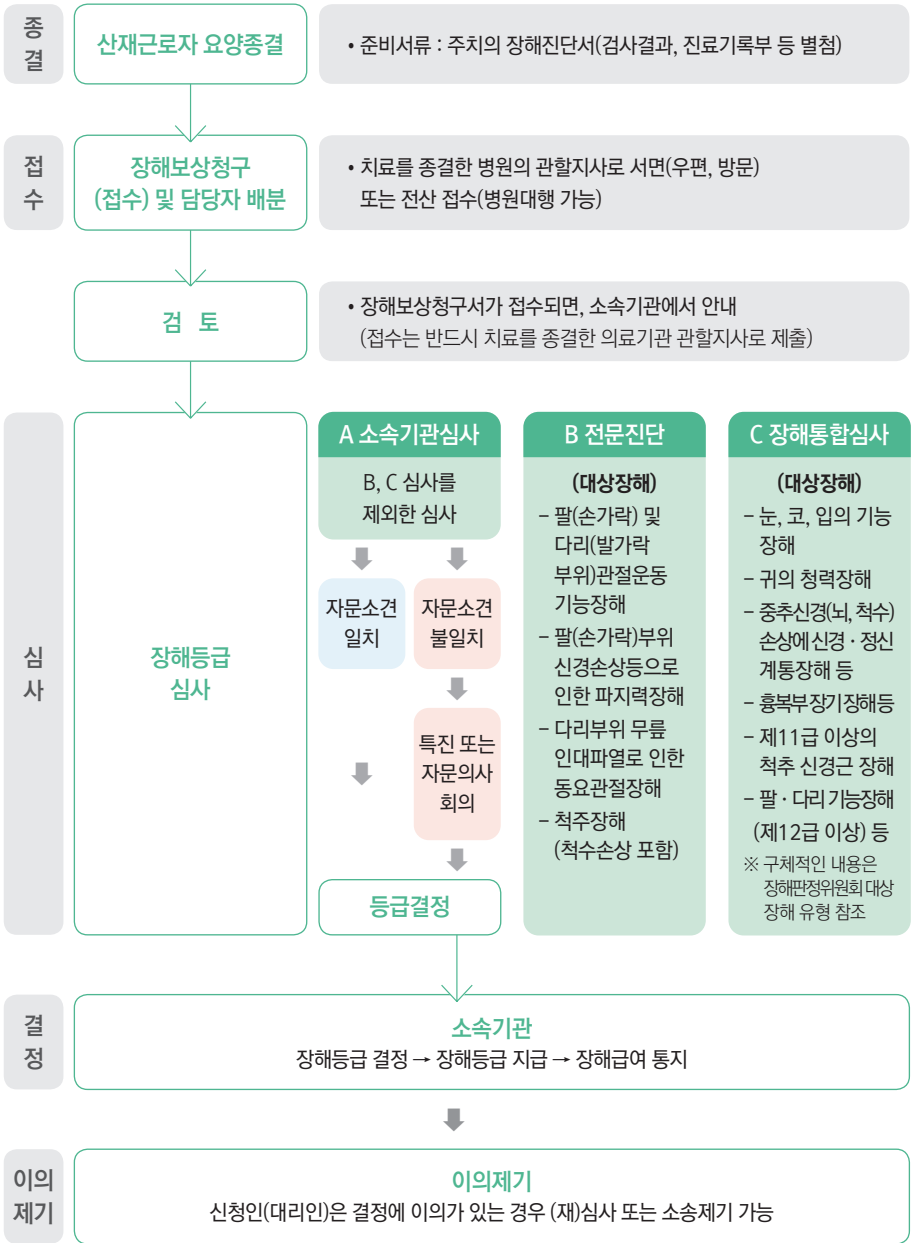 종
결
산재근로자 요양종결
• 준비서류 : 주치의 장해진단서(검사결과, 진료기록부 등 별첨)
접
수
장해보상청구
(접수) 및 담당자 배분
• 치료를 종결한 병원의 관할지사로 서면(우편, 방문)
또는 전산 접수(병원대행 가능)
검 토
• 장해보상청구서가 접수되면, 소속기관에서 안내
(접수는 반드시 치료를 종결한 의료기관 관할지사로 제출)
심
사
장해등급
심사
A 소속기관심사
B, C 심사를
제외한 심사
자문소견
일치
자문소견
불일치
특진 또는
자문의사
회의
등급결정
B 전문진단
(대상장해)
– 팔(손가락) 및
다리(발가락
부위)관절운동
기능장해
– 팔(손가락)부위
신경손상등으로
인한 파지력장해
– 다리부위 무릎
인대파열로 인한
동요관절장해
– 척주장해
(척수손상 포함)
C 장해통합심사
(대상장해)
– 눈, 코, 입의 기능
장해
– 귀의 청력장해
– 중추신경(뇌, 척수)
손상에 신경 · 정신
계통장해 등
– 흉복부장기장해등
– 제11급 이상의
척추 신경근 장해
– 팔 · 다리 기능장해
(제12급 이상) 등
※ 구체적인 내용은
장해판정위원회 대상
장해 유형 참조
결
정
소속기관
장해등급 결정 → 장해등급 지급 → 장해급여 통지
이의
제기
이의제기
신청인(대리인)은 결정에 이의가 있는 경우 (재)심사 또는 소송제기 가능